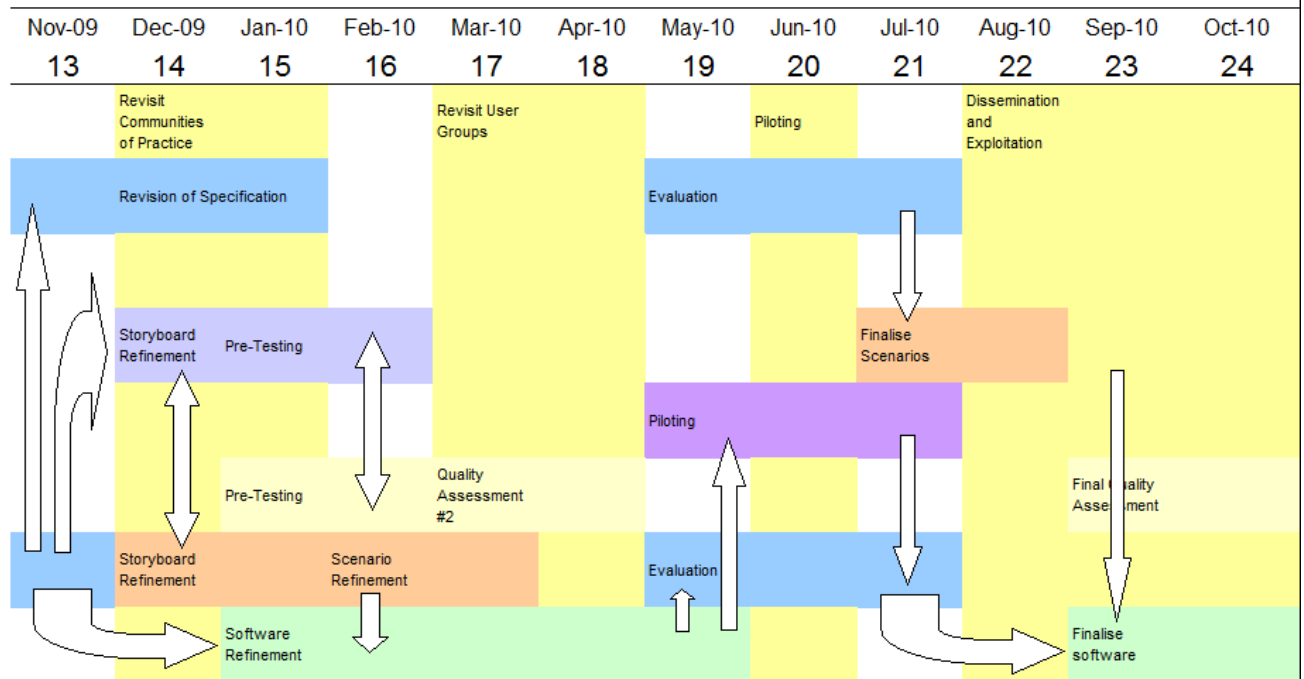 Nov-09 Dec-09 Jan-10 Feb-10 Mar-10 Apr-10 May-10 Jun-10 Jul-10 Aug-10 Sep-10 Oct-10
13 14 15 16 17 18 19 20 21 22 23 24
Revisit
Communities
of Practice
Revisit User
Groups
Piloting
Dissemination
and
Exploitation
Revision of Specification
Evaluation
Storyboard
Refinement
Pre-Testing
Finalise
Scenarios
Piloting
Pre-Testing
Quality
Assessment
#2
Final Quality
Assessment
Storyboard
Refinement
Scenario
Refinement
Evaluation
Software
Refinement
Finalise
software